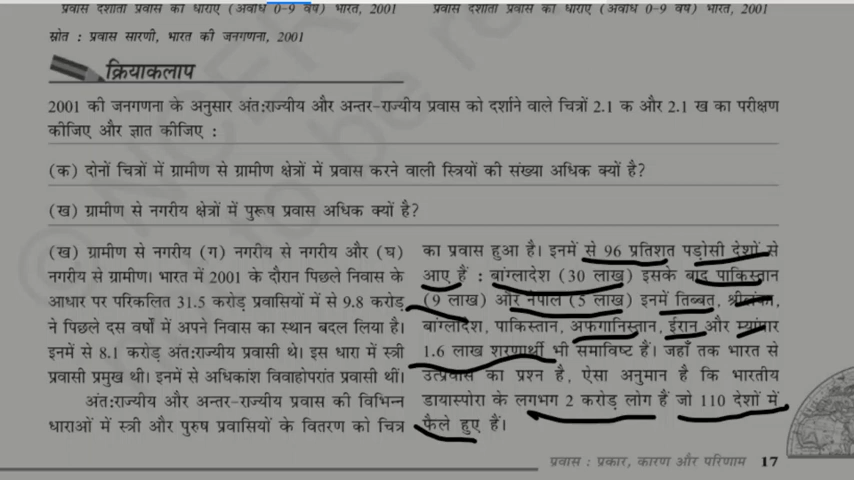 प्रवास दर्शाती प्रवास की धाराएँ (अवधि 0-9 वर्ष) भारत, 2001
प्रवास दर्शाती प्रवास की धाराएँ (अवधि 0-9 वर्ष) भारत, 2001
स्रोत : प्रवास सारणी, भारत की जनगणना, 2001
क्रियाकलाप
2001 की जनगणना के अनुसार अंत:राज्यीय और अन्तर-राज्यीय प्रवास को दर्शाने वाले चित्रों 2.1 क और 2.1 ख का परीक्षण
कीजिए और ज्ञात कीजिए :
(क) दोनों चित्रों में ग्रामीण से ग्रामीण क्षेत्रों में प्रवास करने वाली स्त्रियों की संख्या अधिक क्यों है?
(ख) ग्रामीण से नगरीय क्षेत्रों में पुरूष प्रवास अधिक क्यों है?
(ख) ग्रामीण से नगरीय (ग) नगरीय से नगरीय और (घ)
नगरीय से ग्रामीण। भारत में 2001 के दौरान पिछले निवास के
आधार पर परिकलित 31.5 करोड़ प्रवासियों में से 9.8 करोड़
ने पिछले दस वर्षों में अपने निवास का स्थान बदल लिया है।
इनमें से 8.1 करोड़ अंत:राज्यीय प्रवासी थे। इस धारा में स्त्री
प्रवासी प्रमुख थी। इनमें से अधिकांश विवाहोपरांत प्रवासी थीं।
अंत:राज्यीय और अन्तर-राज्यीय प्रवास की विभिन्न
धाराओं में स्त्री और पुरुष प्रवासियों के वितरण को चित्र
का प्रवास हुआ है। इनमें से 96 प्रतिशत पड़ोसी देशों से
आए हैं : बांग्लादेश (30 लाख) इसके बाद पाकिस्तान
(9 लाख) और नेपाल (5 लाख) इनमें तिब्बत, श्रीलंका,
बांग्लादेश, पाकिस्तान, अफगानिस्तान, ईरान और म्यांमार
1.6 लाख शरणार्थी भी समाविष्ट हैं। जहाँ तक भारत से
उत्प्रवास का प्रश्न है, ऐसा अनुमान है कि भारतीय
डायास्पोरा के लगभग 2 करोड़ लोग हैं जो 110 देशों में
फैले हुए हैं।
प्रवास : प्रकार, कारण और परिणाम 17